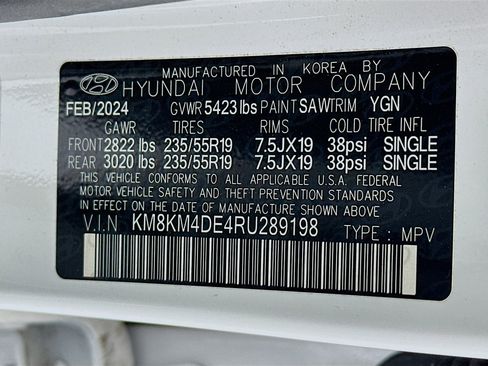 MANUFACTURED IN KOREA BY
HYUNDAI MOTOR COMPANY
FEB/2024 GVWR 5423 lbs PAINT SAW TRIM YGN
GAWR TIRES RIMS COLD TIRE INFL
FRONT 2822 lbs 235/55R19 7.5JX19 38psi SINGLE
REAR 3020 lbs 235/55R19 7.5JX19 38psi SINGLE
THIS VEHICLE CONFORMS TO ALL APPLICABLE U.S.A. FEDERAL
MOTOR VEHICLE SAFETY AND THEFT PREVENTION STANDARDS
IN EFFECT ON THE DATE OF MANUFACTURE SHOWN ABOVE.
V.I.N KM8KM4DE4RU289198 TYPE : MPV